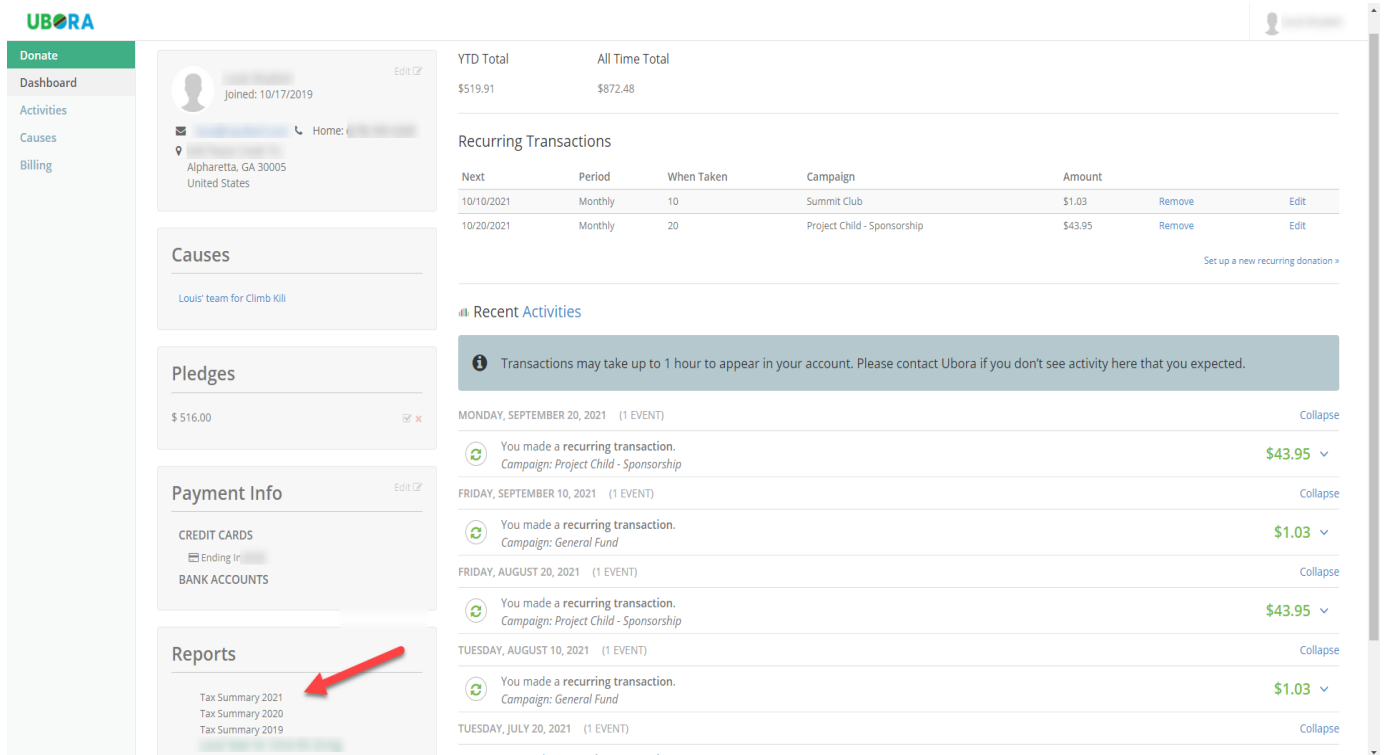 UBORA
Donate
Dashboard
Activities
Causes
Billing
Edit
Joined: 10/17/2019
Home:
Alpharetta, GA 30005
United States
Causes
Louis' team for Climb Kili
Pledges
$ 516.00
Payment Info
Edit
CREDIT CARDS
Ending In
BANK ACCOUNTS
Reports
Tax Summary 2021
Tax Summary 2020
Tax Summary 2019
YTD Total All Time Total
$519.91 $872.48
Recurring Transactions
Next Period When Taken Campaign Amount
10/10/2021 Monthly 10 Summit Club $1.03 Remove Edit
10/20/2021 Monthly 20 Project Child - Sponsorship $43.95 Remove Edit
Set up a new recurring donation »
Recent Activities
Transactions may take up to 1 hour to appear in your account. Please contact Ubora if you don't see activity here that you expected.
MONDAY, SEPTEMBER 20, 2021 (1 EVENT) Collapse
You made a recurring transaction.
Campaign: Project Child - Sponsorship
$43.95
FRIDAY, SEPTEMBER 10, 2021 (1 EVENT) Collapse
You made a recurring transaction.
Campaign: General Fund
$1.03
FRIDAY, AUGUST 20, 2021 (1 EVENT) Collapse
You made a recurring transaction.
Campaign: Project Child - Sponsorship
$43.95
TUESDAY, AUGUST 10, 2021 (1 EVENT) Collapse
You made a recurring transaction.
Campaign: General Fund
$1.03
TUESDAY, JULY 20, 2021 (1 EVENT) Collapse